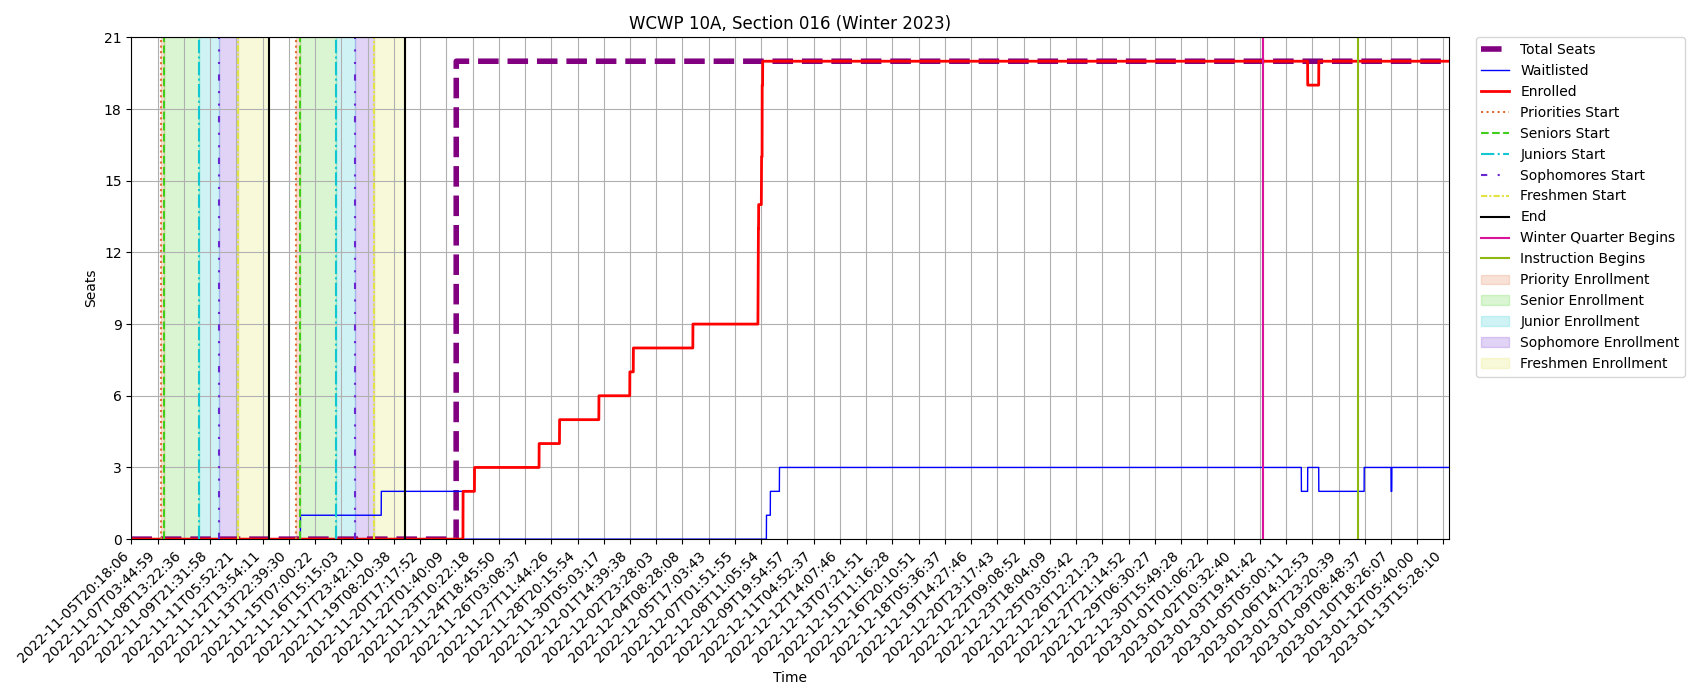 WCWP 10A, Section 016 (Winter 2023)
21
18
15
12
9
6
3
0
Seats
2022-11-05T20:18:06
2022-11-07T03:44:59
2022-11-08T13:22:36
2022-11-09T21:31:58
2022-11-11T05:52:21
2022-11-12T13:54:11
2022-11-13T22:39:30
2022-11-15T07:00:22
2022-11-16T15:15:03
2022-11-17T23:42:10
2022-11-19T08:20:38
2022-11-20T17:17:52
2022-11-22T01:40:09
2022-11-23T10:22:18
2022-11-24T18:45:50
2022-11-26T03:08:37
2022-11-27T11:44:26
2022-11-28T20:15:54
2022-11-30T05:03:17
2022-12-01T14:39:38
2022-12-02T23:28:03
2022-12-04T08:28:08
2022-12-05T17:03:43
2022-12-07T01:51:55
2022-12-08T11:05:54
2022-12-09T19:54:57
2022-12-11T04:52:37
2022-12-12T14:07:46
2022-12-13T17:21:51
2022-12-15T11:16:28
2022-12-16T20:10:51
2022-12-18T05:36:37
2022-12-19T14:27:46
2022-12-20T23:17:43
2022-12-22T09:08:52
2022-12-23T18:04:09
2022-12-25T03:05:42
2022-12-26T12:21:23
2022-12-27T21:14:52
2022-12-29T06:30:27
2022-12-30T15:49:28
2023-01-01T01:06:22
2023-01-02T10:32:40
2023-01-03T19:41:42
2023-01-05T05:00:11
2023-01-06T14:12:53
2023-01-07T23:20:39
2023-01-09T08:48:37
2023-01-10T18:26:07
2023-01-12T05:40:00
2023-01-13T15:28:10
Time
Total Seats
Waitlisted
Enrolled
Priorities Start
Seniors Start
Juniors Start
Sophomores Start
Freshmen Start
End
Winter Quarter Begins
Instruction Begins
Priority Enrollment
Senior Enrollment
Junior Enrollment
Sophomore Enrollment
Freshmen Enrollment